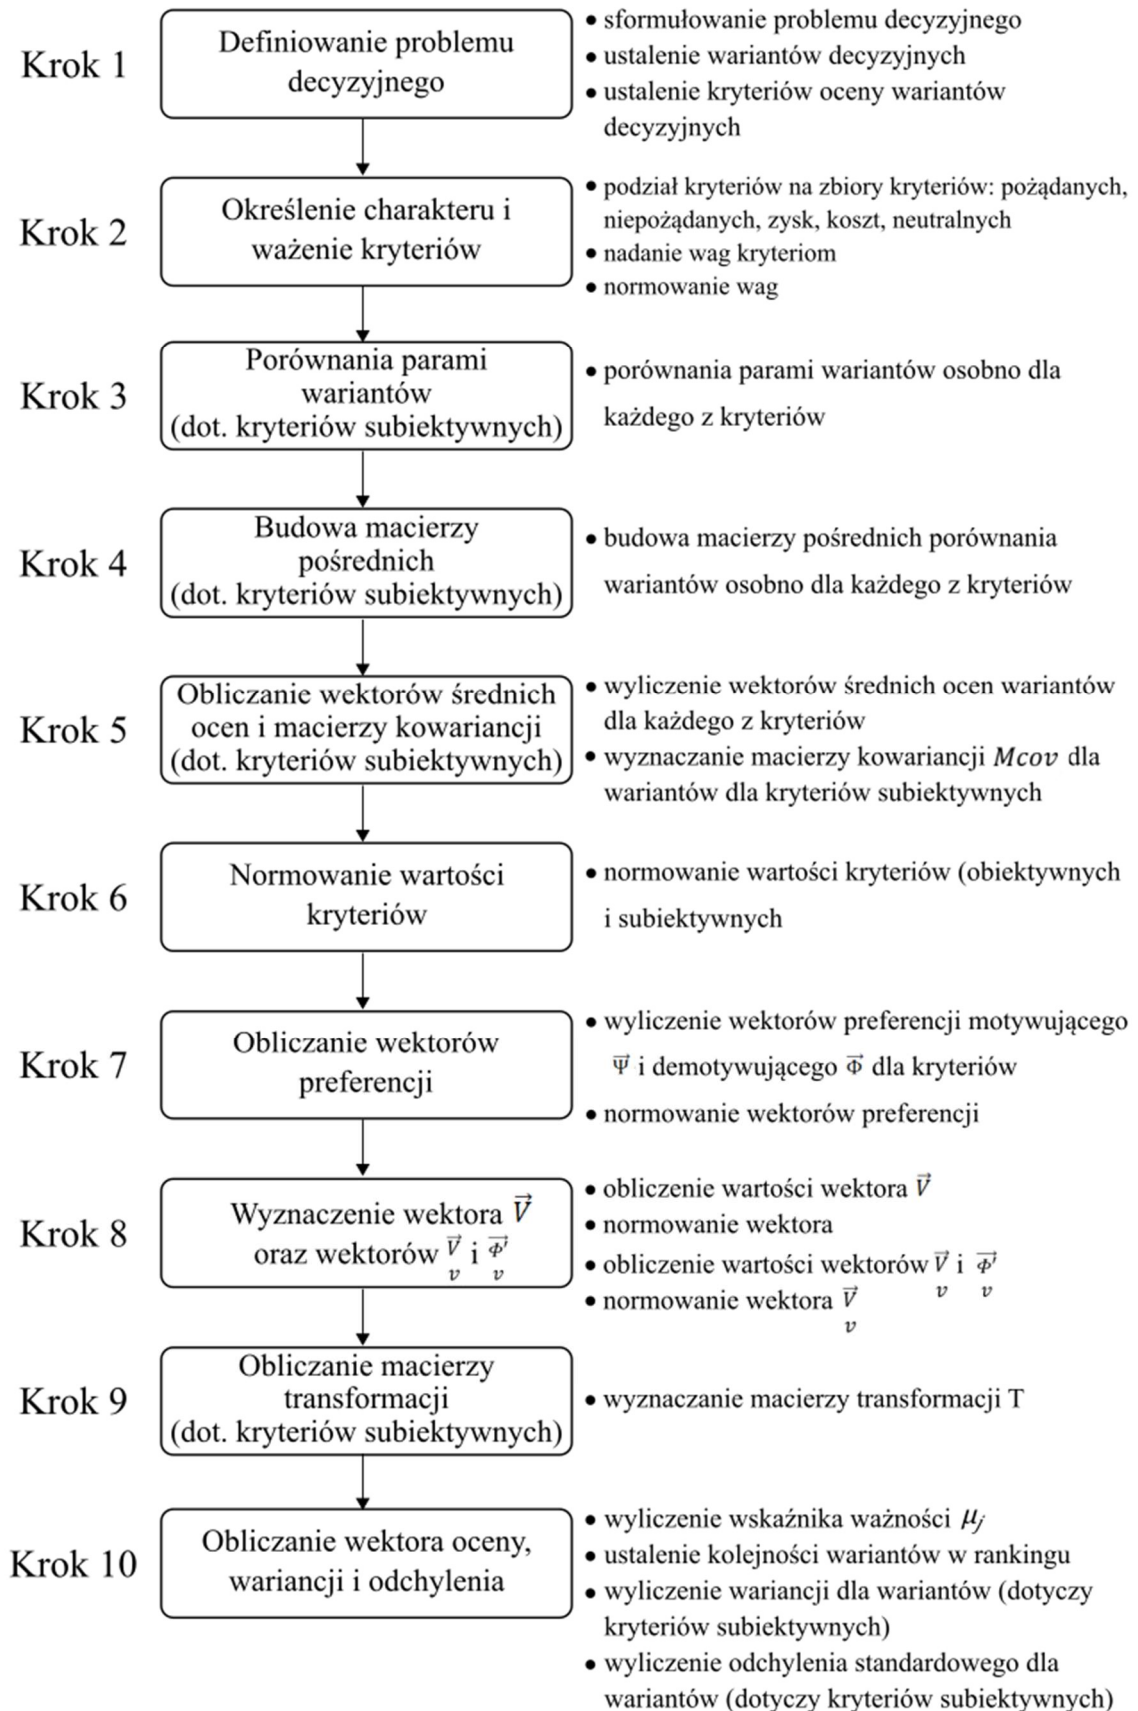 Krok 1
Definiowanie problemu
decyzyjnego
• sformułowanie problemu decyzyjnego
• ustalenie wariantów decyzyjnych
• ustalenie kryteriów oceny wariantów
decyzyjnych
Krok 2
Określenie charakteru i
ważenie kryteriów
• podział kryteriów na zbiory kryteriów: pożądanych,
niepożądanych, zysk, koszt, neutralnych
• nadanie wag kryteriom
• normowanie wag
Krok 3
Porównania parami
wariantów
(dot. kryteriów subiektywnych)
• porównania parami wariantów osobno dla
każdego z kryteriów
Krok 4
Budowa macierzy
pośrednich
(dot. kryteriów subiektywnych)
• budowa macierzy pośrednich porównania
wariantów osobno dla każdego z kryteriów
Krok 5
Obliczanie wektorów średnich
ocen i macierzy kowariancji
(dot. kryteriów subiektywnych)
• wyliczenie wektorów średnich ocen wariantów
dla każdego z kryteriów
• wyznaczanie macierzy kowariancji Mcov dla
wariantów dla kryteriów subiektywnych
Krok 6
Normowanie wartości
kryteriów
• normowanie wartości kryteriów (obiektywnych
i subiektywnych
Krok 7
Obliczanie wektorów
preferencji
• wyliczenie wektorów preferencji motywującego
Ψ⃗ i demotywującego Φ⃗ dla kryteriów
• normowanie wektorów preferencji
Krok 8
Wyznaczenie wektora V⃗
oraz wektorów V⃗ i Φ′⃗
v v
• obliczenie wartości wektora V⃗
• normowanie wektora
• obliczenie wartości wektorów V⃗ i Φ′⃗
v v
• normowanie wektora V⃗
v
Krok 9
Obliczanie macierzy
transformacji
(dot. kryteriów subiektywnych)
• wyznaczanie macierzy transformacji T
Krok 10
Obliczanie wektora oceny,
wariancji i odchylenia
• wyliczenie wskaźnika ważności μj
• ustalenie kolejności wariantów w rankingu
• wyliczenie wariancji dla wariantów (dotyczy
kryteriów subiektywnych)
• wyliczenie odchylenia standardowego dla
wariantów (dotyczy kryteriów subiektywnych)